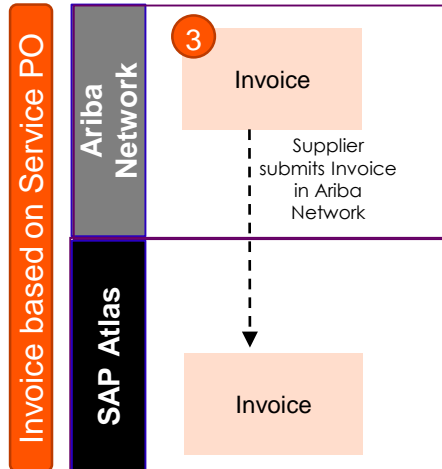 Invoice based on Service PO
Ariba
Network
3
Invoice
Supplier
submits Invoice
in Ariba
Network
SAP Atlas
Invoice